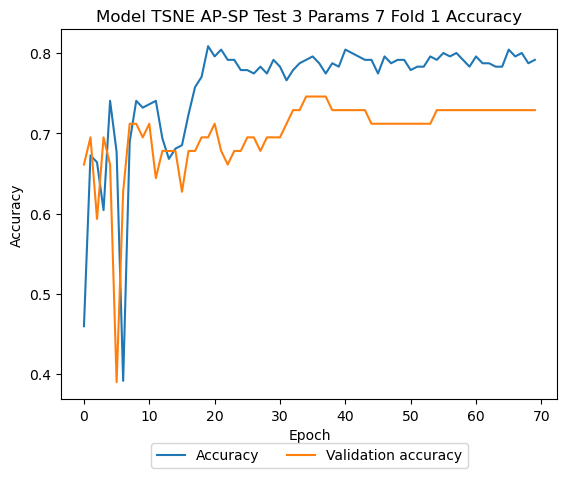 Model TSNE AP-SP Test 3 Params 7 Fold 1 Accuracy
0.8
0.7
0.6
0.5
0.4
Accuracy
0 10 20 30 40 50 60 70
Epoch
Accuracy Validation accuracy